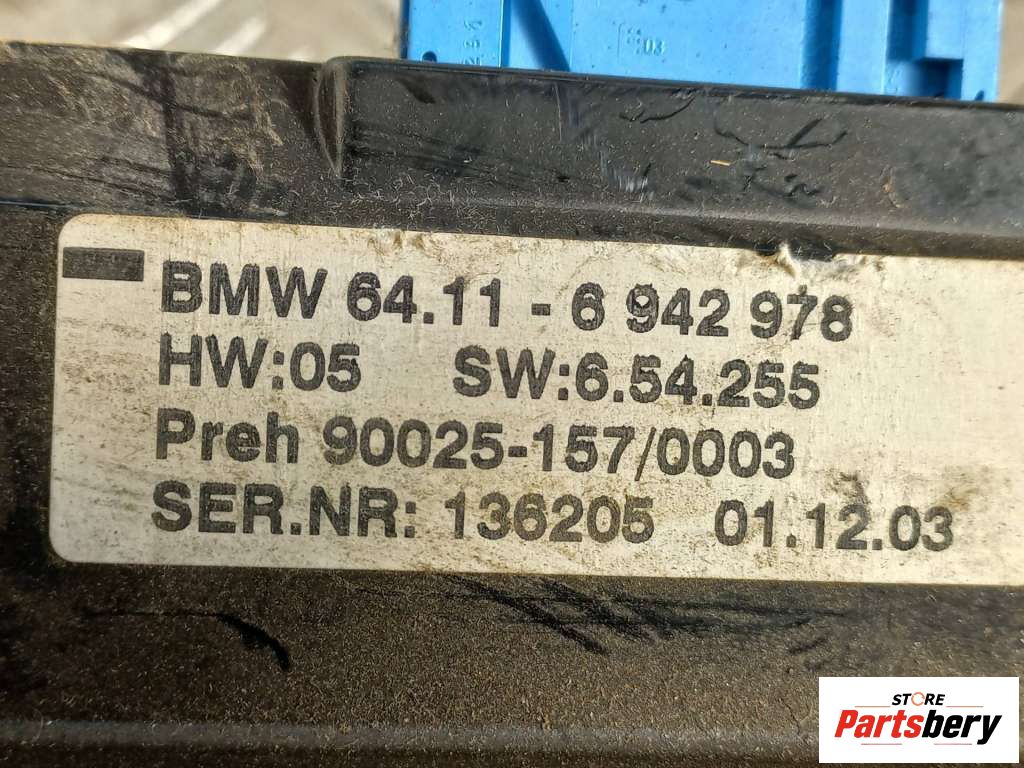 BMW 64.11 - 6 942 978
HW:05 SW:6.54.255
Preh 90025-157/0003
SER.NR: 136205 01.12.03
STORE
Partsbery